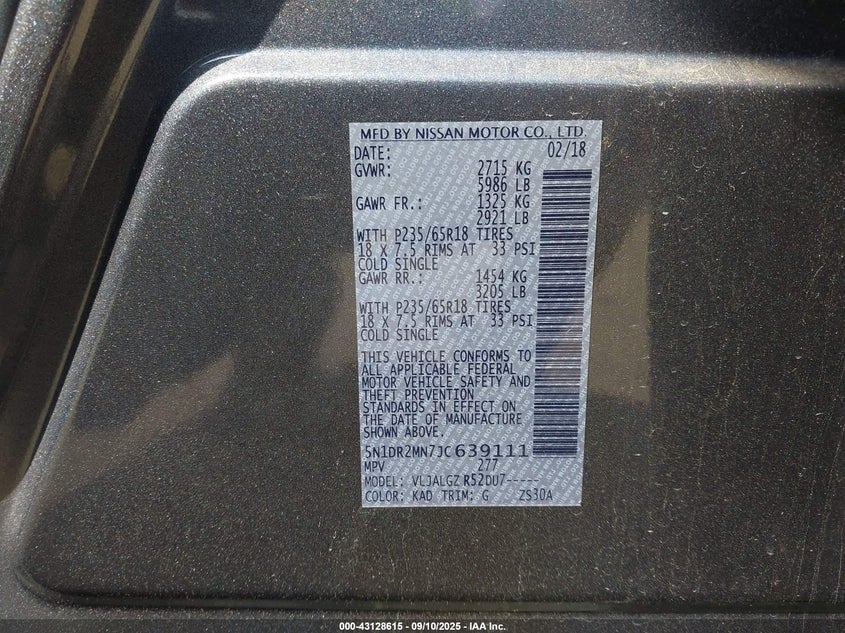 MFD BY NISSAN MOTOR CO., LTD.
DATE: 02/18
GVWR: 2715 KG
5986 LB
GAWR FR.: 1325 KG
2921 LB
WITH P235/65R18 TIRES
18 X 7.5 RIMS AT 33 PSI
COLD SINGLE
GAWR RR.: 1454 KG
3205 LB
WITH P235/65R18 TIRES
18 X 7.5 RIMS AT 33 PSI
COLD SINGLE
THIS VEHICLE CONFORMS TO
ALL APPLICABLE FEDERAL
MOTOR VEHICLE SAFETY AND
THEFT PREVENTION
STANDARDS IN EFFECT ON
THE DATE OF MANUFACTURE
SHOWN ABOVE.
5N1DR2MN7JC639111
MPV 277
MODEL: VLJALGZ R52DU7-----
COLOR: KAD TRIM: G ZS30A
000-43128615 - 09/10/2025 - IAA Inc.